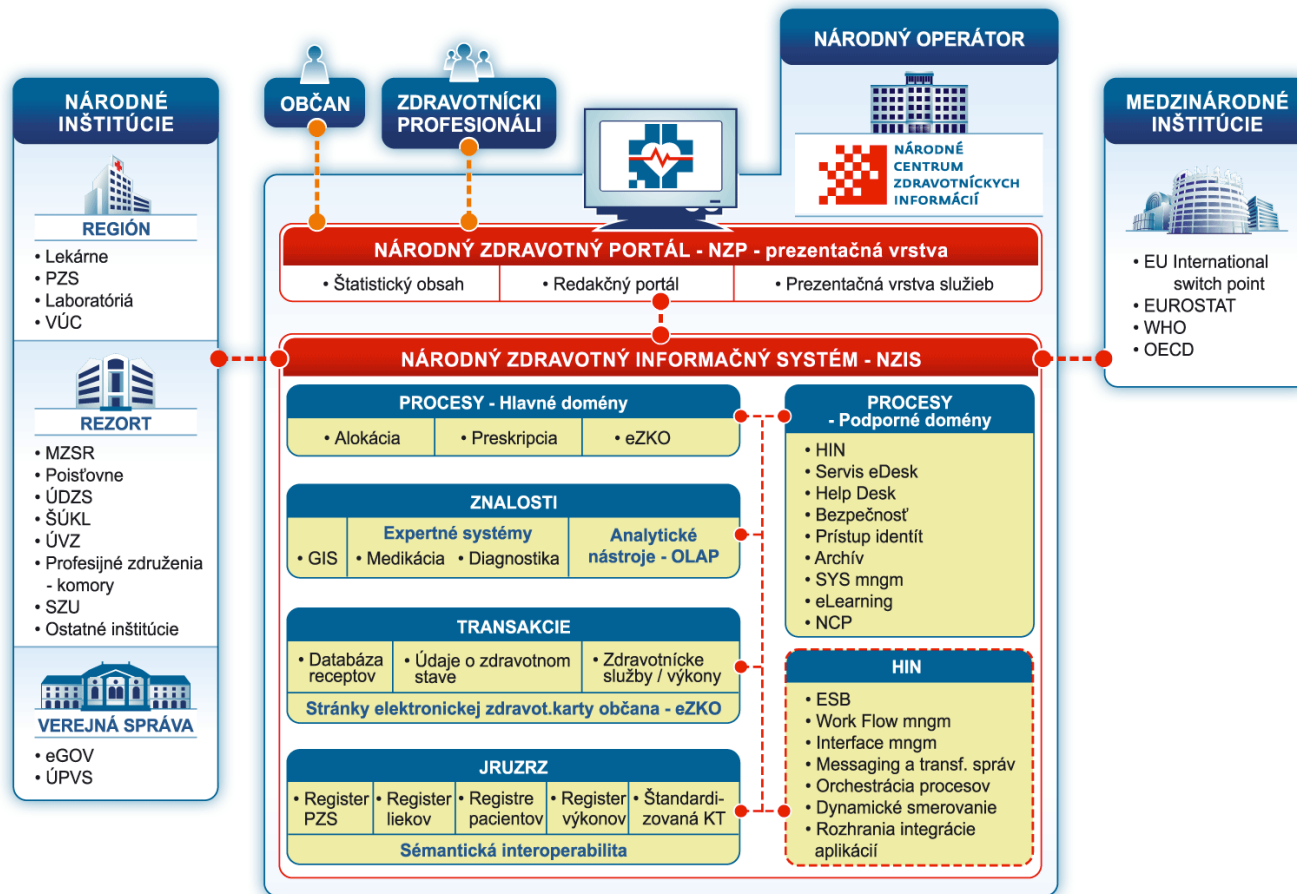 NÁRODNÝ OPERÁTOR
NÁRODNÉ
CENTRUM
ZDRAVOTNÍCKYCH
INFORMÁCIÍ
OBČAN
ZDRAVOTNÍCKI
PROFESIONÁLI
NÁRODNÉ
INŠTITÚCIE
REGIÓN
• Lekárne
• PZS
• Laboratóriá
• VÚC
REZORT
• MZSR
• Poisťovne
• ÚDZS
• ŠÚKL
• ÚVZ
• Profesijné združenia
- komory
• SZU
• Ostatné inštitúcie
VEREJNÁ SPRÁVA
• eGOV
• ÚPVS
MEDZINÁRODNÉ
INŠTITÚCIE
• EU International
switch point
• EUROSTAT
• WHO
• OECD
NÁRODNÝ ZDRAVOTNÝ PORTÁL - NZP - prezentačná vrstva
• Štatistický obsah
• Redakčný portál
• Prezentačná vrstva služieb
NÁRODNÝ ZDRAVOTNÝ INFORMAČNÝ SYSTÉM - NZIS
PROCESY - Hlavné domény
• Alokácia
• Preskripcia
• eZKO
ZNALOSTI
• GIS
Expertné systémy
• Medikácia • Diagnostika
Analytické
nástroje - OLAP
TRANSAKCIE
• Databáza
receptov
• Údaje o zdravotnom
stave
• Zdravotnícke
služby / výkony
Stránky elektronickej zdravot.karty občana - eZKO
JRUZRZ
• Register
PZS
• Register
liekov
• Registre
pacientov
• Register
výkonov
• Štandardi-
zovaná KT
Sémantická interoperabilita
PROCESY
- Podporné domény
• HIN
• Servis eDesk
• Help Desk
• Bezpečnosť
• Prístup identít
• Archív
• SYS mngm
• eLearning
• NCP
HIN
• ESB
• Work Flow mngm
• Interface mngm
• Messaging a transf. správ
• Orchestrácia procesov
• Dynamické smerovanie
• Rozhrania integrácie
aplikácií